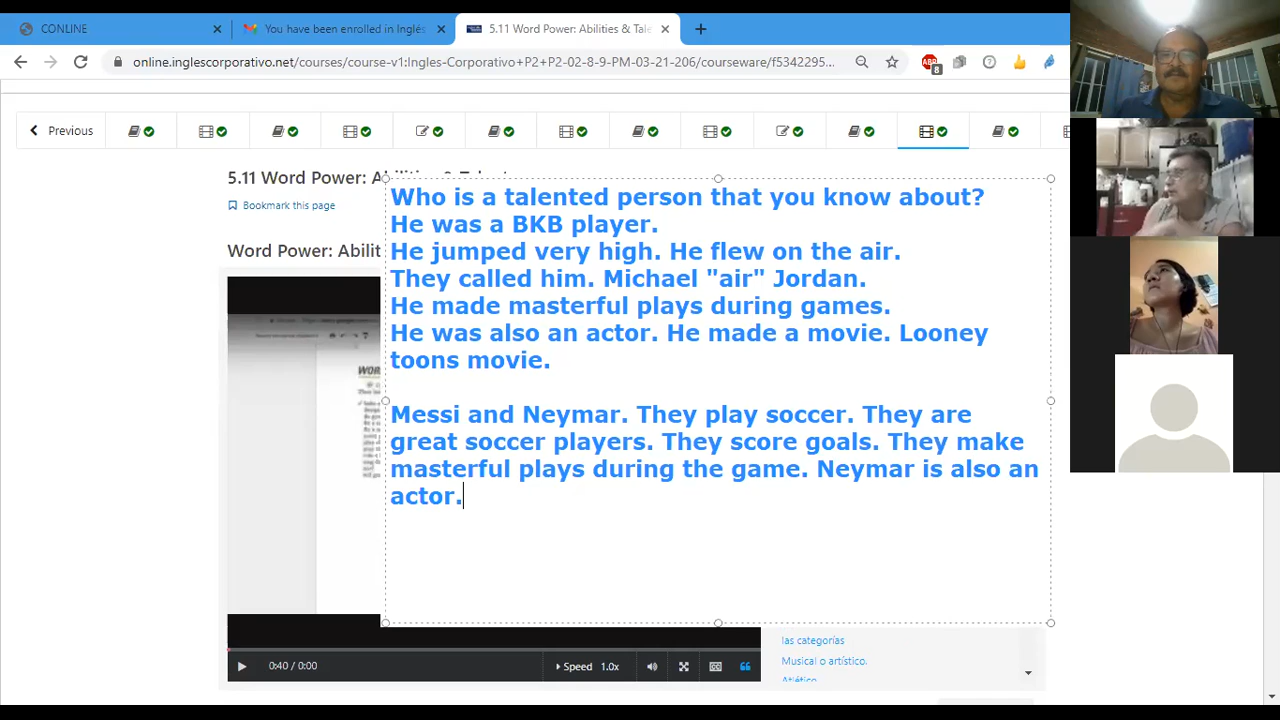 CONLINE
You have been enrolled in Inglés
5.11 Word Power: Abilities & Tale
online.inglescorporativo.net/courses/course-v1:Ingles-Corporativo+P2+P2-02-8-9-PM-03-21-206/courseware/f5342295...
8
Previous
5.11 Word Power: A
Bookmark this page
Word Power: Abilit
Who is a talented person that you know about?
He was a BKB player.
He jumped very high. He flew on the air.
They called him. Michael "air" Jordan.
He made masterful plays during games.
He was also an actor. He made a movie. Looney
toons movie.
Messi and Neymar. They play soccer. They are
great soccer players. They score goals. They make
masterful plays during the game. Neymar is also an
actor.
las categorías
Musical o artístico.
Atlético
0:40 / 0:00
Speed 1.0x